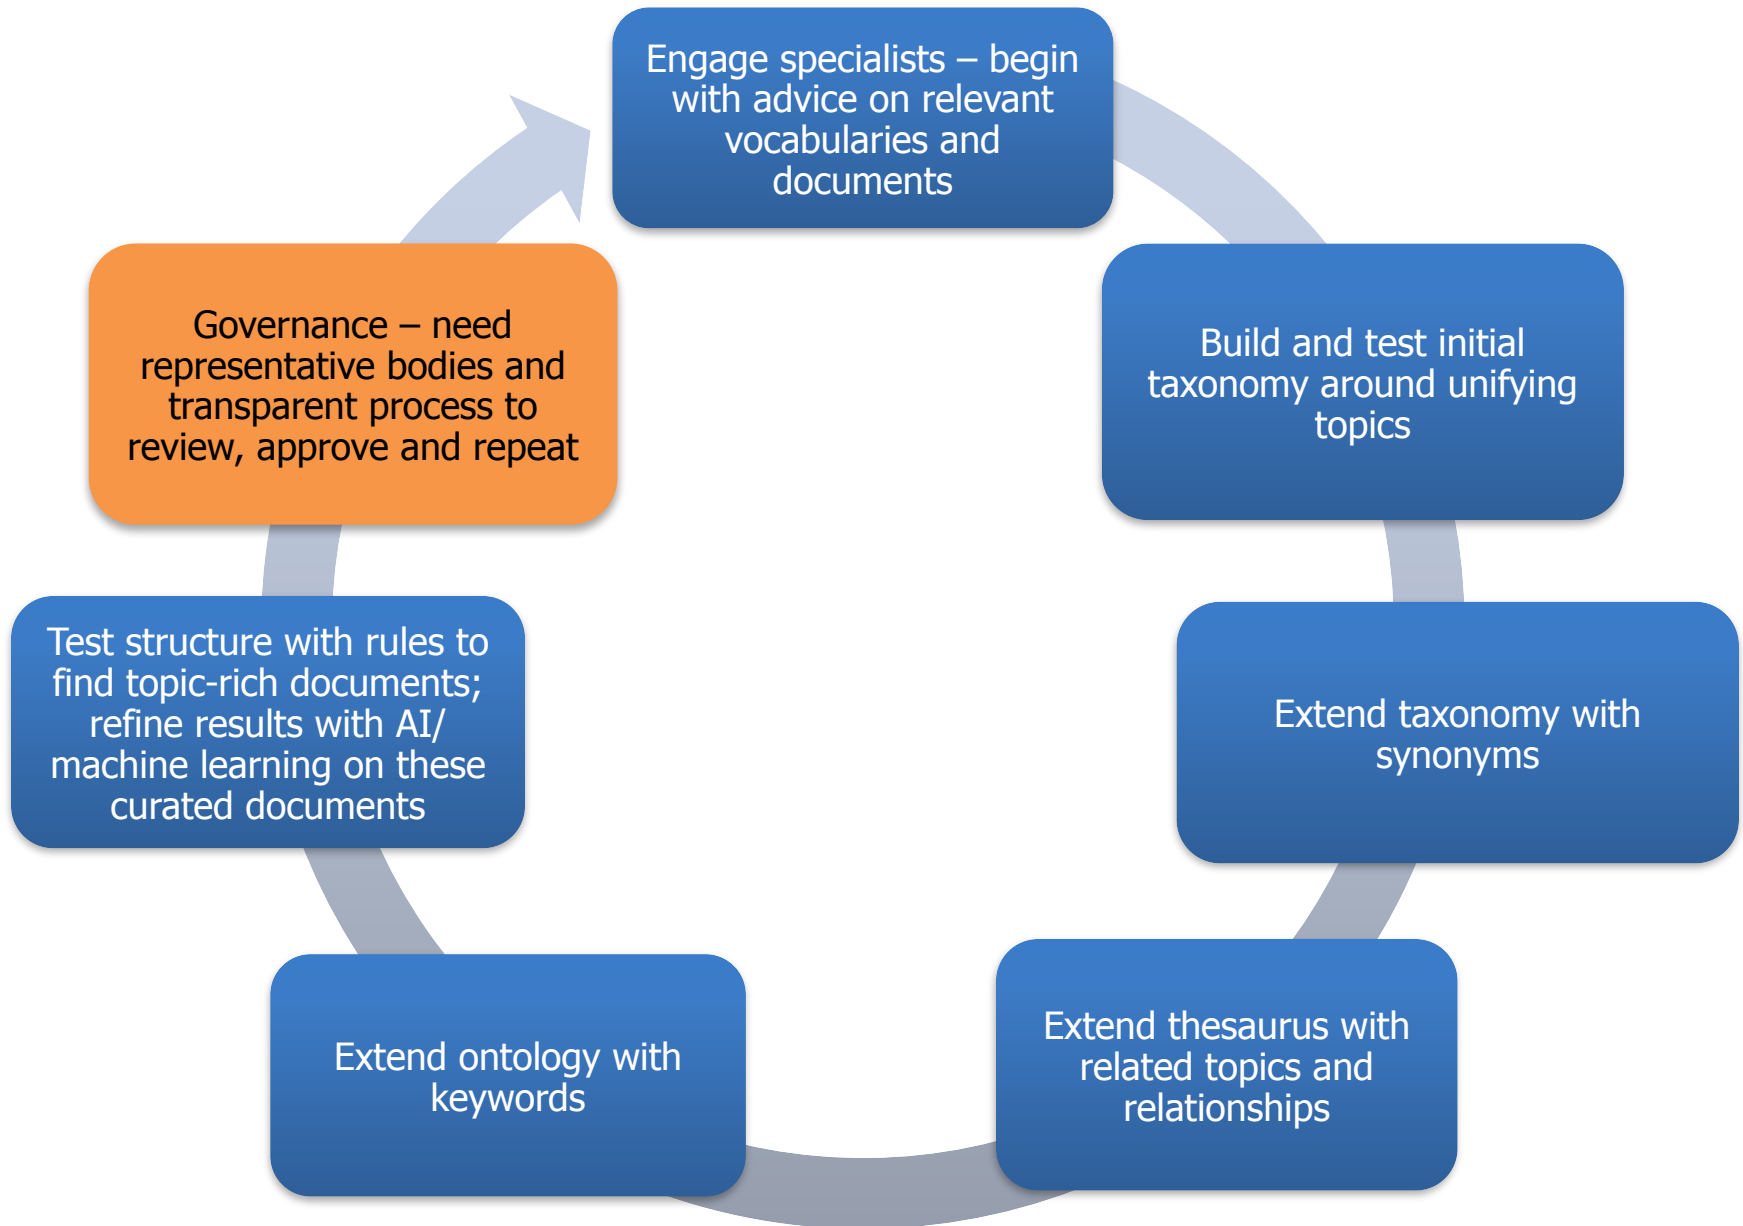 Engage specialists – begin
with advice on relevant
vocabularies and
documents
Build and test initial
taxonomy around unifying
topics
Extend taxonomy with
synonyms
Extend thesaurus with
related topics and
relationships
Extend ontology with
keywords
Test structure with rules to
find topic-rich documents;
refine results with AI/
machine learning on these
curated documents
Governance – need
representative bodies and
transparent process to
review, approve and repeat